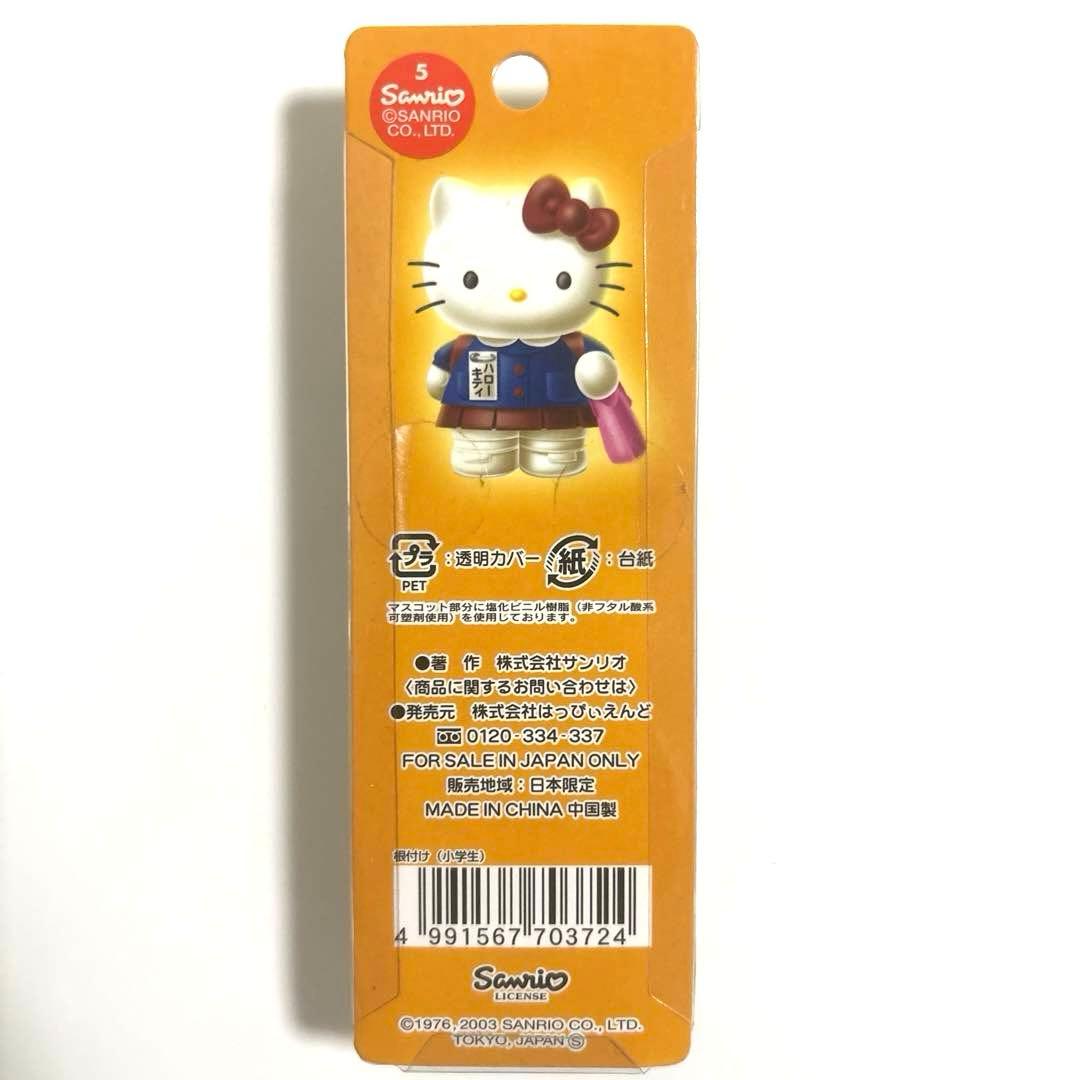 5
Sanrio
©SANRIO
CO., LTD.
ハロー
キティ
プラ
PET
:透明カバー
紙
:台紙
マスコット部分に塩化ビニル樹脂(非フタル酸系
可塑剤使用)を使用しております。
●著 作 株式会社サンリオ
〈商品に関するお問い合わせは〉
●発売元 株式会社はっぴぃえんど
0120-334-337
FOR SALE IN JAPAN ONLY
販売地域:日本限定
MADE IN CHINA 中国製
根付け(小学生)
4 991567 703724
Sanrio
LICENSE
©1976, 2003 SANRIO CO., LTD.
TOKYO, JAPAN Ⓢ